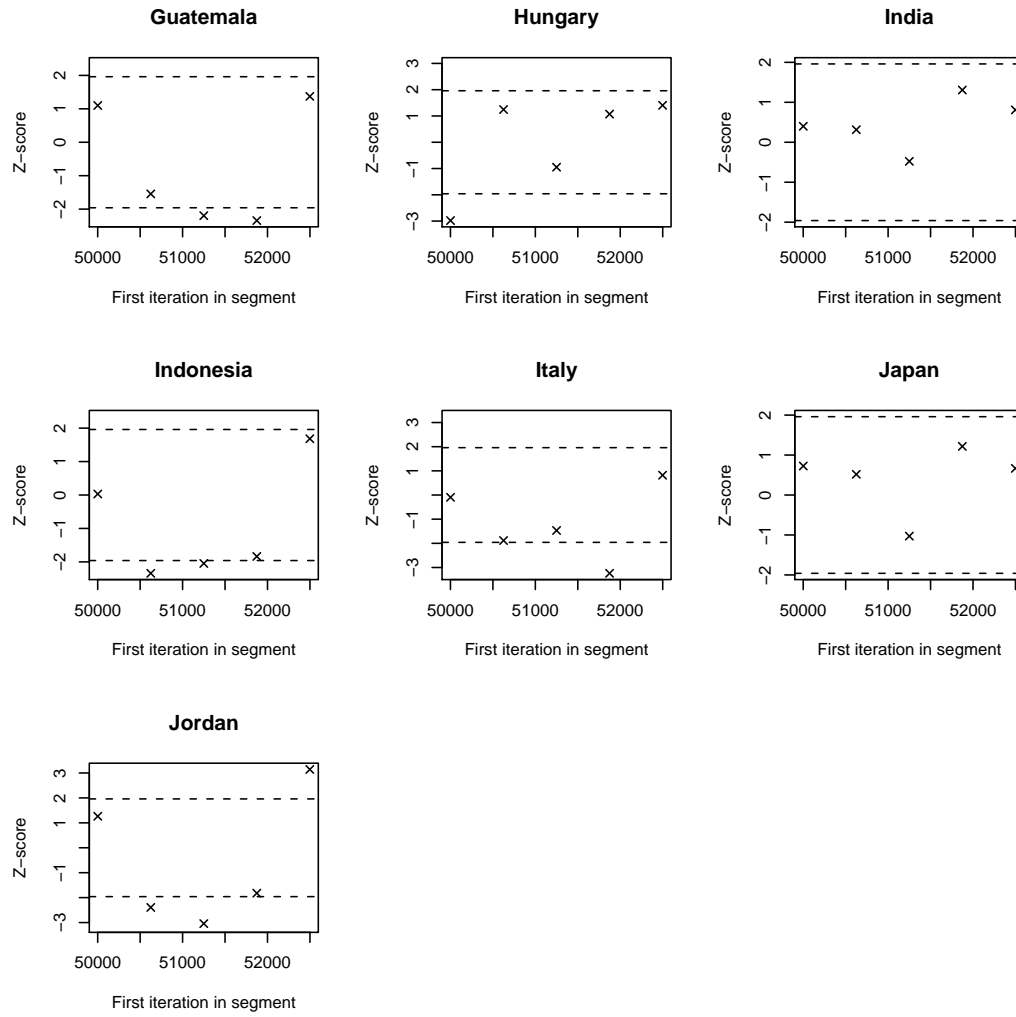 Guatemala
Z−score
2
1
0
−1
−2
50000 51000 52000
First iteration in segment
Hungary
Z−score
3
2
1
−1
−3
50000 51000 52000
First iteration in segment
India
Z−score
2
1
0
−1
−2
50000 51000 52000
First iteration in segment
Indonesia
Z−score
2
1
0
−1
−2
50000 51000 52000
First iteration in segment
Italy
Z−score
3
2
1
−1
−3
50000 51000 52000
First iteration in segment
Japan
Z−score
2
1
0
−1
−2
50000 51000 52000
First iteration in segment
Jordan
Z−score
3
2
1
−1
−3
50000 51000 52000
First iteration in segment